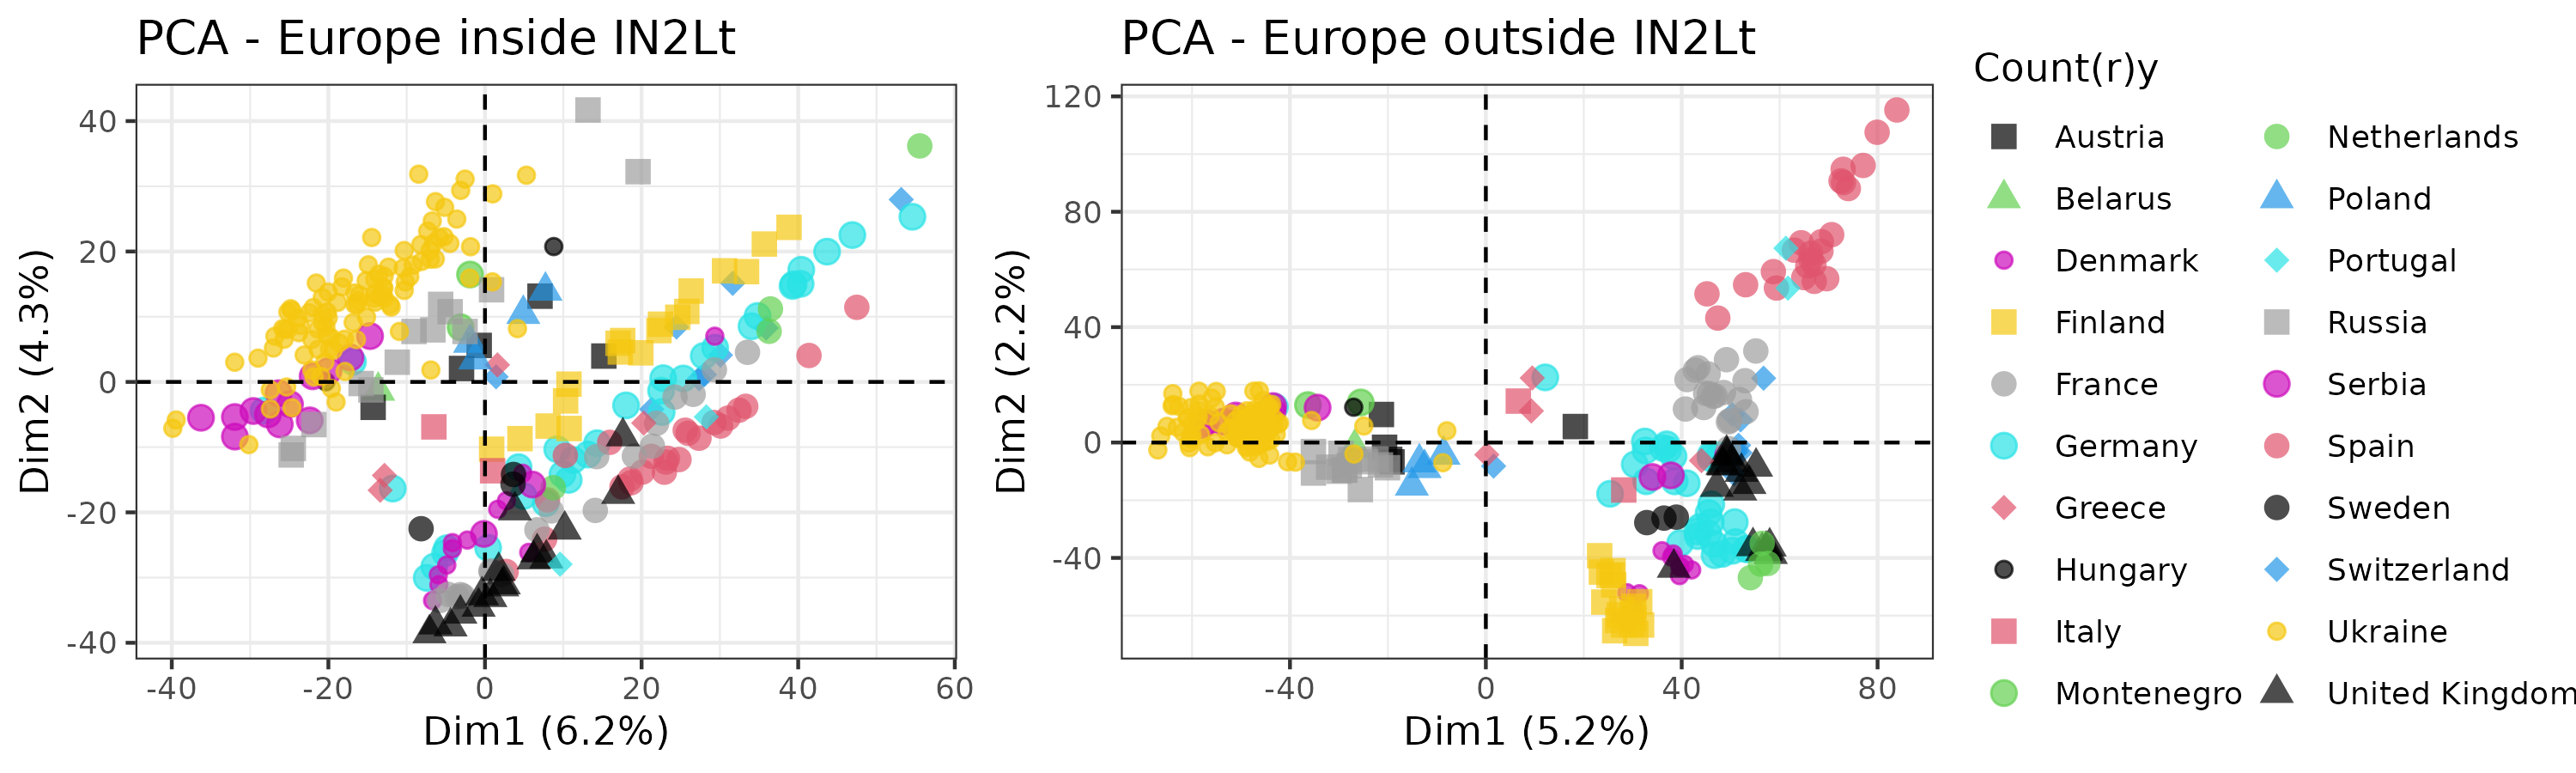 PCA - Europe inside IN2Lt
40
20
0
-20
-40
Dim2 (4.3%)
-40 -20 0 20 40 60
Dim1 (6.2%)
PCA - Europe outside IN2Lt
120
80
40
0
-40
Dim2 (2.2%)
-40 0 40 80
Dim1 (5.2%)
Count(r)y
Austria
Belarus
Denmark
Finland
France
Germany
Greece
Hungary
Italy
Montenegro
Netherlands
Poland
Portugal
Russia
Serbia
Spain
Sweden
Switzerland
Ukraine
United Kingdom